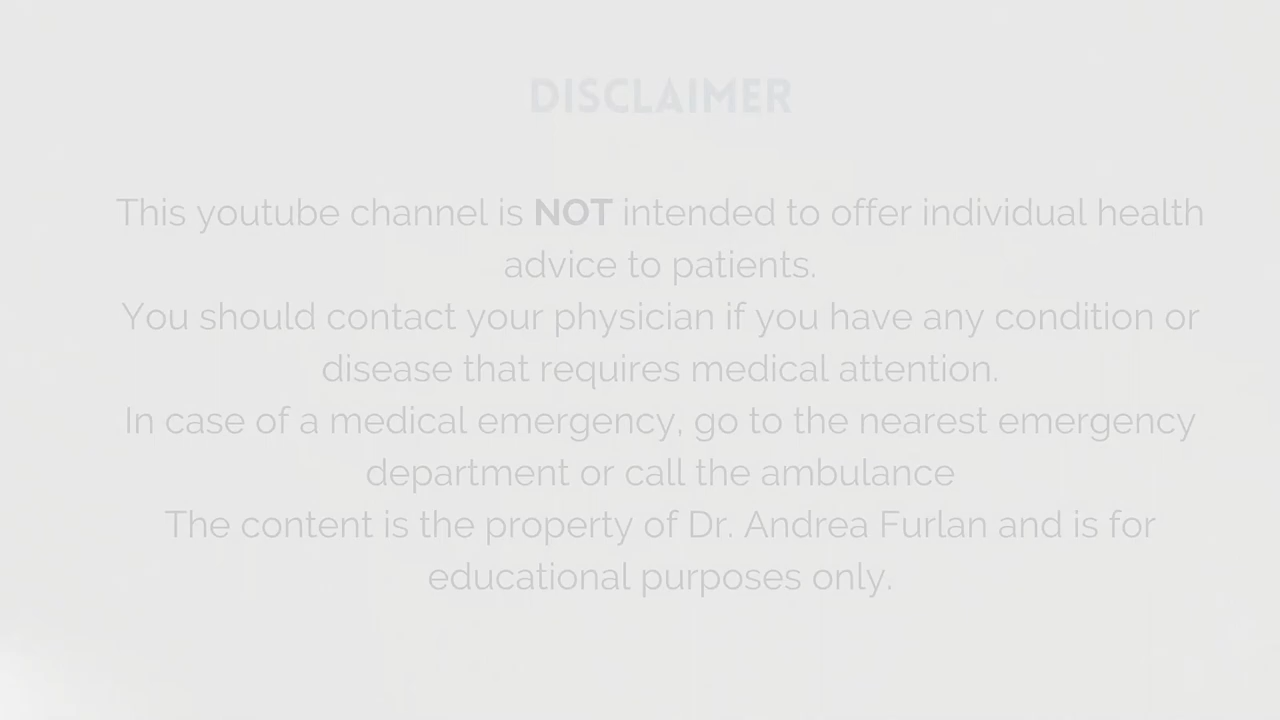 DISCLAIMER
This youtube channel is NOT intended to offer individual health
advice to patients.
You should contact your physician if you have any condition or
disease that requires medical attention.
In case of a medical emergency, go to the nearest emergency
department or call the ambulance
The content is the property of Dr. Andrea Furlan and is for
educational purposes only.